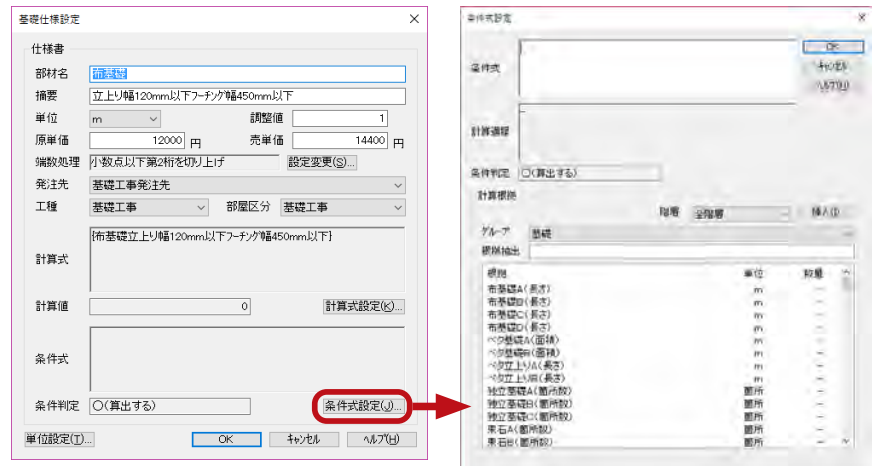 基礎仕様設定
仕様書
部材名 布基礎
摘要 立上り幅120mm以下フーチング幅450mm以下
単位 m 調整値 1
原単価 12000 円 売単価 14400 円
端数処理 小数点以下第2桁を切り上げ 設定変更(S)...
発注先 基礎工事発注先
工種 基礎工事 部屋区分 基礎工事
計算式 {布基礎立上り幅120mm以下フーチング幅450mm以下}
計算値 0 計算式設定(K)...
条件式
条件判定 〇(算出する) 条件式設定(J)...
単位設定(T)... OK キャンセル ヘルプ(H)
条件式設定
条件式
OK
キャンセル
ヘルプ(H)
計算過程
条件判定 〇(算出する)
計算根拠
階層 全階層 挿入(I)
グループ 基礎
根拠抽出
根拠 単位 数量
布基礎A(長さ) m --
布基礎B(長さ) m --
布基礎C(長さ) m --
布基礎D(長さ) m --
ベタ基礎A(面積) m --
ベタ基礎B(面積) m --
ベタ立上りA(長さ) m --
ベタ立上りB(長さ) m --
独立基礎A(箇所数) 箇所 --
独立基礎B(箇所数) 箇所 --
独立基礎C(箇所数) 箇所 --
束石A(箇所数) 箇所 --
束石B(箇所数) 箇所 --